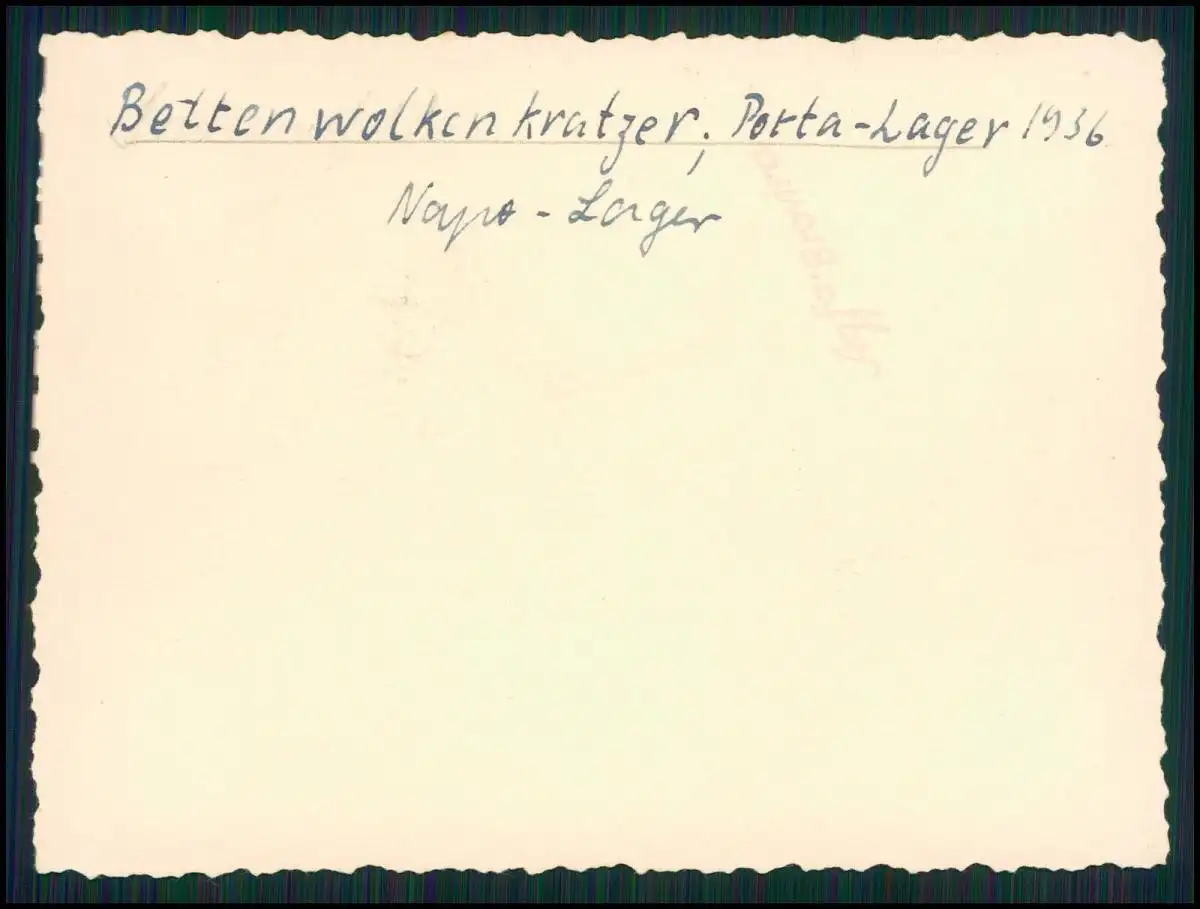 Bettenwolkenkratzer; Porta-Lager 1936
Napo-Lager